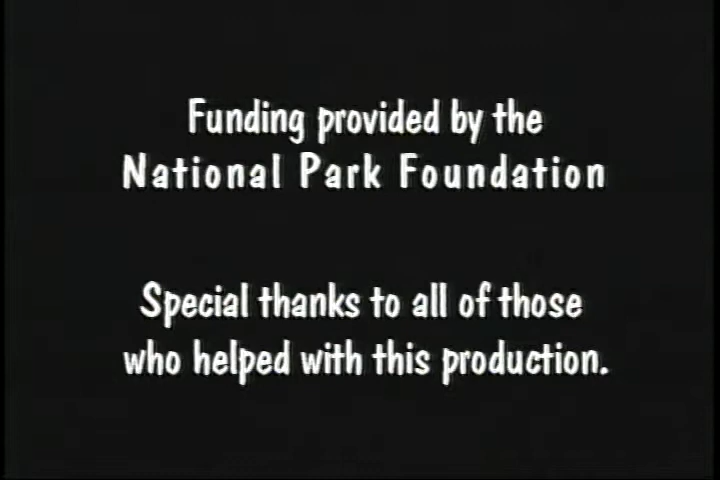 Funding provided by the
National Park Foundation
Special thanks to all of those
who helped with this production.